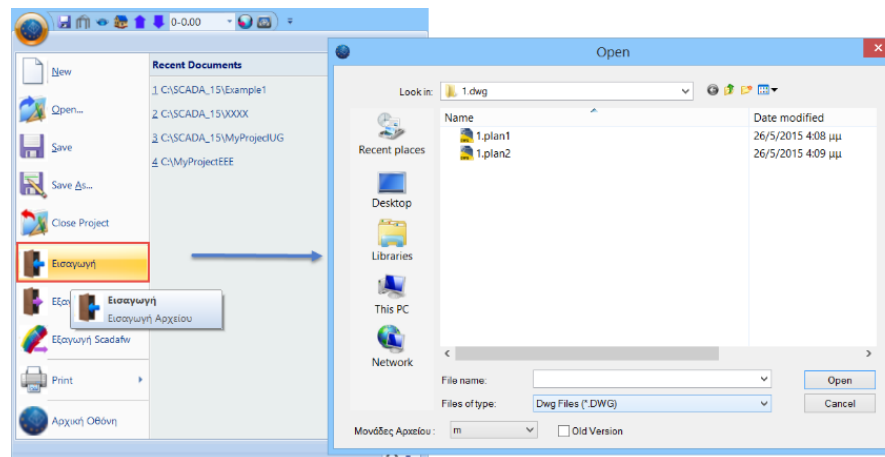 0-0.00
New
Open...
Save
Save As...
Close Project
Εισαγωγή
Εξαγωγή Scadafw
Print
Αρχική Οθόνη
Recent Documents
1 C:\SCADA_15\Example1
2 C:\SCADA_15\XXXX
3 C:\SCADA_15\MyProjedUG
4 C:\MyProjectEEE
Εισαγωγή
Εισαγωγή Αρχείου
Open
Look in: 1.dwg
Recent places
Desktop
Libraries
This PC
Network
Name Date modified
1.plan1 26/5/2015 4:08 μμ
1.plan2 26/5/2015 4:09 μμ
File name: Open
Files of type: Dwg Files (*.DWG) Cancel
Μονάδες Αρχείου : m Old Version